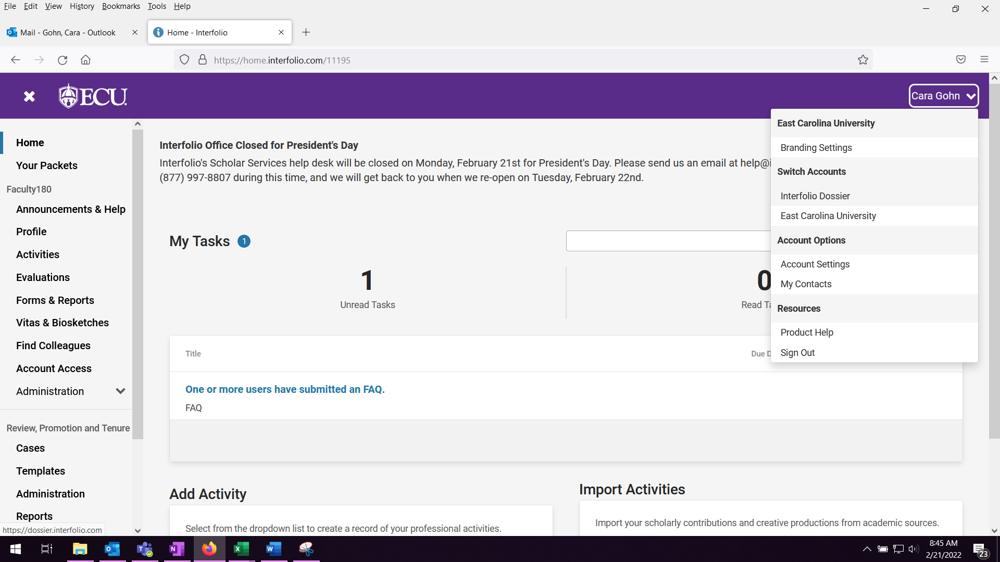 File Edit View History Bookmarks Tools Help
Mail - Gohn, Cara - Outlook
Home - Interfolio
https://home.interfolio.com/11195
ECU
Cara Gohn
East Carolina University
Branding Settings
Switch Accounts
Interfolio Dossier
East Carolina University
Account Options
Account Settings
My Contacts
Resources
Product Help
Sign Out
Home
Your Packets
Faculty180
Announcements & Help
Profile
Activities
Evaluations
Forms & Reports
Vitas & Biosketches
Find Colleagues
Account Access
Administration
Review, Promotion and Tenure
Cases
Templates
Administration
Reports
https://dossier.interfolio.com
Interfolio Office Closed for President's Day
Interfolio's Scholar Services help desk will be closed on Monday, February 21st for President's Day. Please send us an email at help@i
(877) 997-8807 during this time, and we will get back to you when we re-open on Tuesday, February 22nd.
My Tasks 1
1
Unread Tasks
0
Read Ta
Title
Due D
One or more users have submitted an FAQ.
FAQ
Add Activity
Select from the dropdown list to create a record of your professional activities.
Import Activities
Import your scholarly contributions and creative productions from academic sources.
8:45 AM
2/21/2022
23